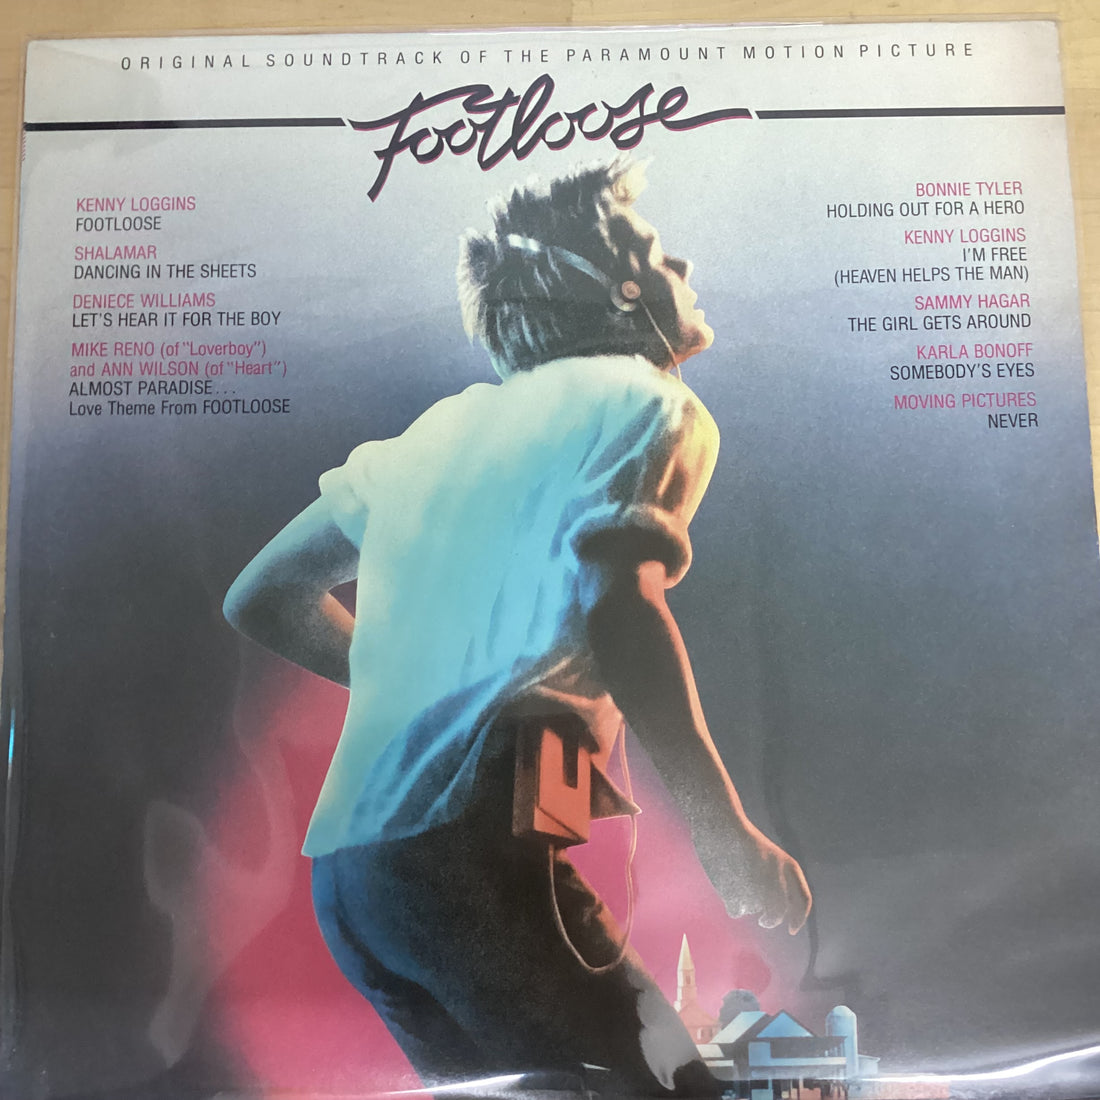 ORIGINAL SOUNDTRACK OF THE PARAMOUNT MOTION PICTURE
Footloose
KENNY LOGGINS
FOOTLOOSE
SHALAMAR
DANCING IN THE SHEETS
DENIECE WILLIAMS
LET'S HEAR IT FOR THE BOY
MIKE RENO (of "Loverboy")
and ANN WILSON (of "Heart")
ALMOST PARADISE...
Love Theme From FOOTLOOSE
BONNIE TYLER
HOLDING OUT FOR A HERO
KENNY LOGGINS
I'M FREE
(HEAVEN HELPS THE MAN)
SAMMY HAGAR
THE GIRL GETS AROUND
KARLA BONOFF
SOMEBODY'S EYES
MOVING PICTURES
NEVER